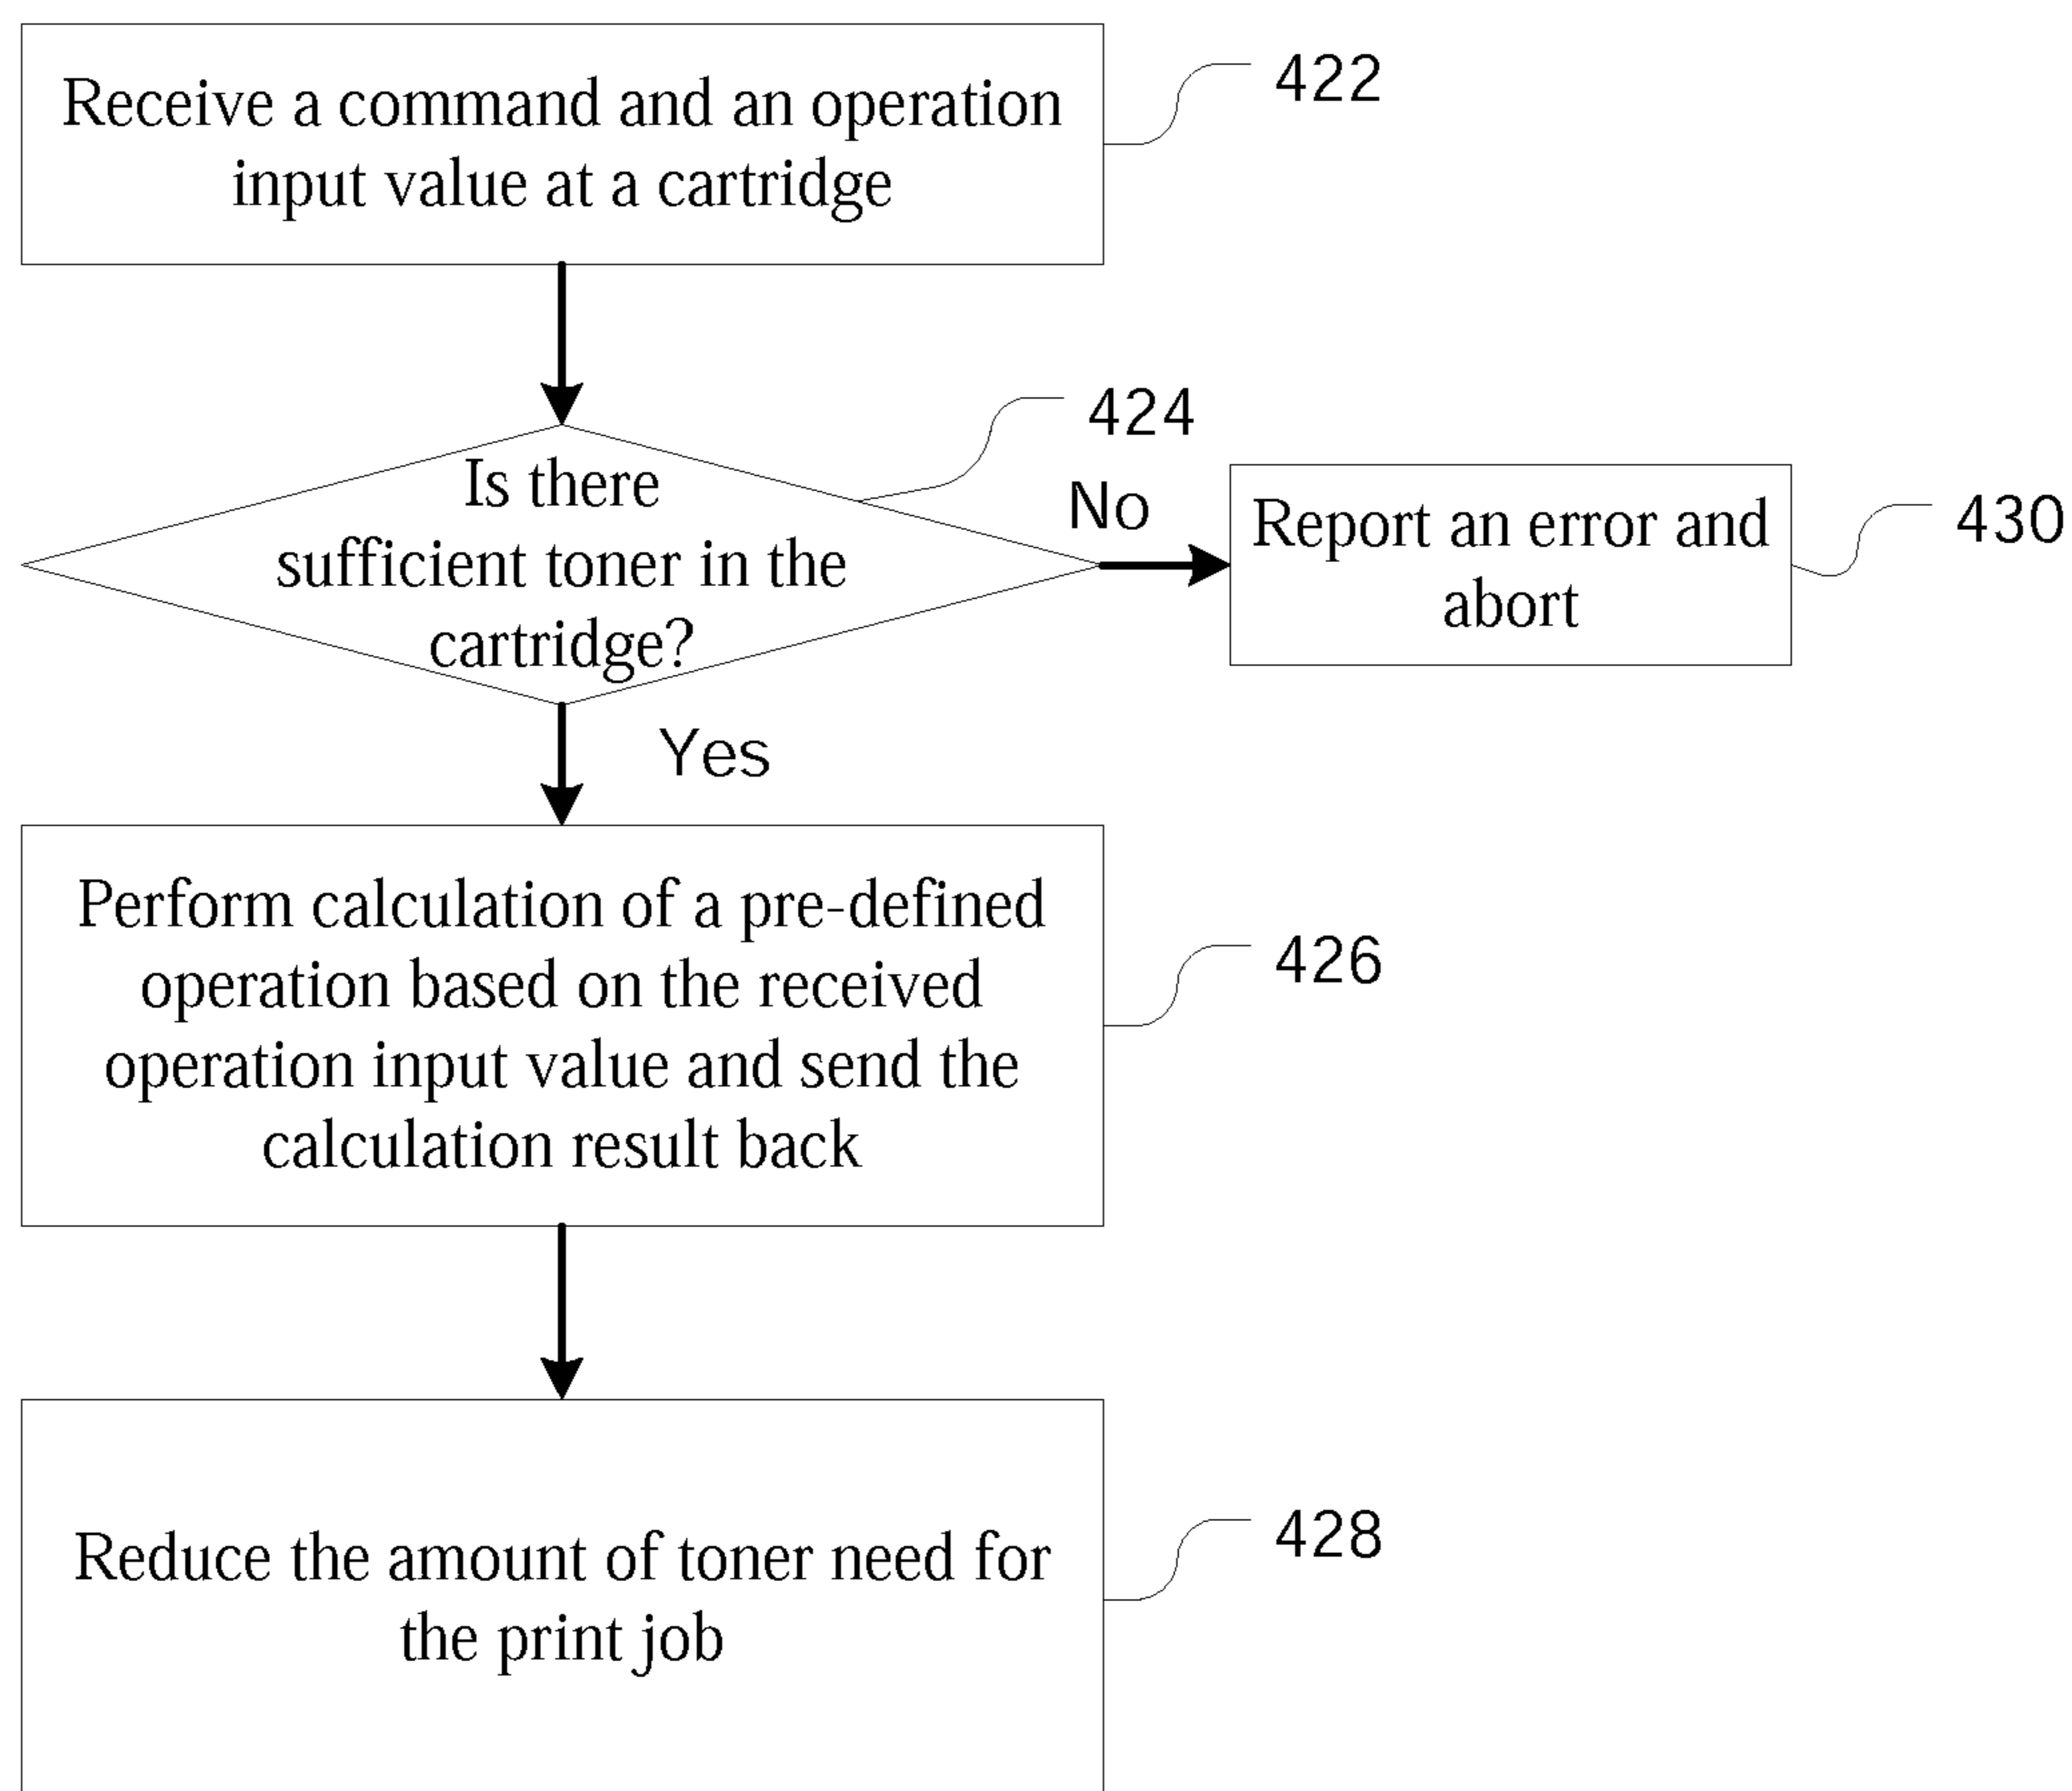 Receive a command and an operation
input value at a cartridge
422
424
Is there
sufficient toner in the
cartridge?
No
Report an error and
abort
430
Yes
Perform calculation of a pre-defined
operation based on the received
operation input value and send the
calculation result back
426
Reduce the amount of toner need for
the print job
428